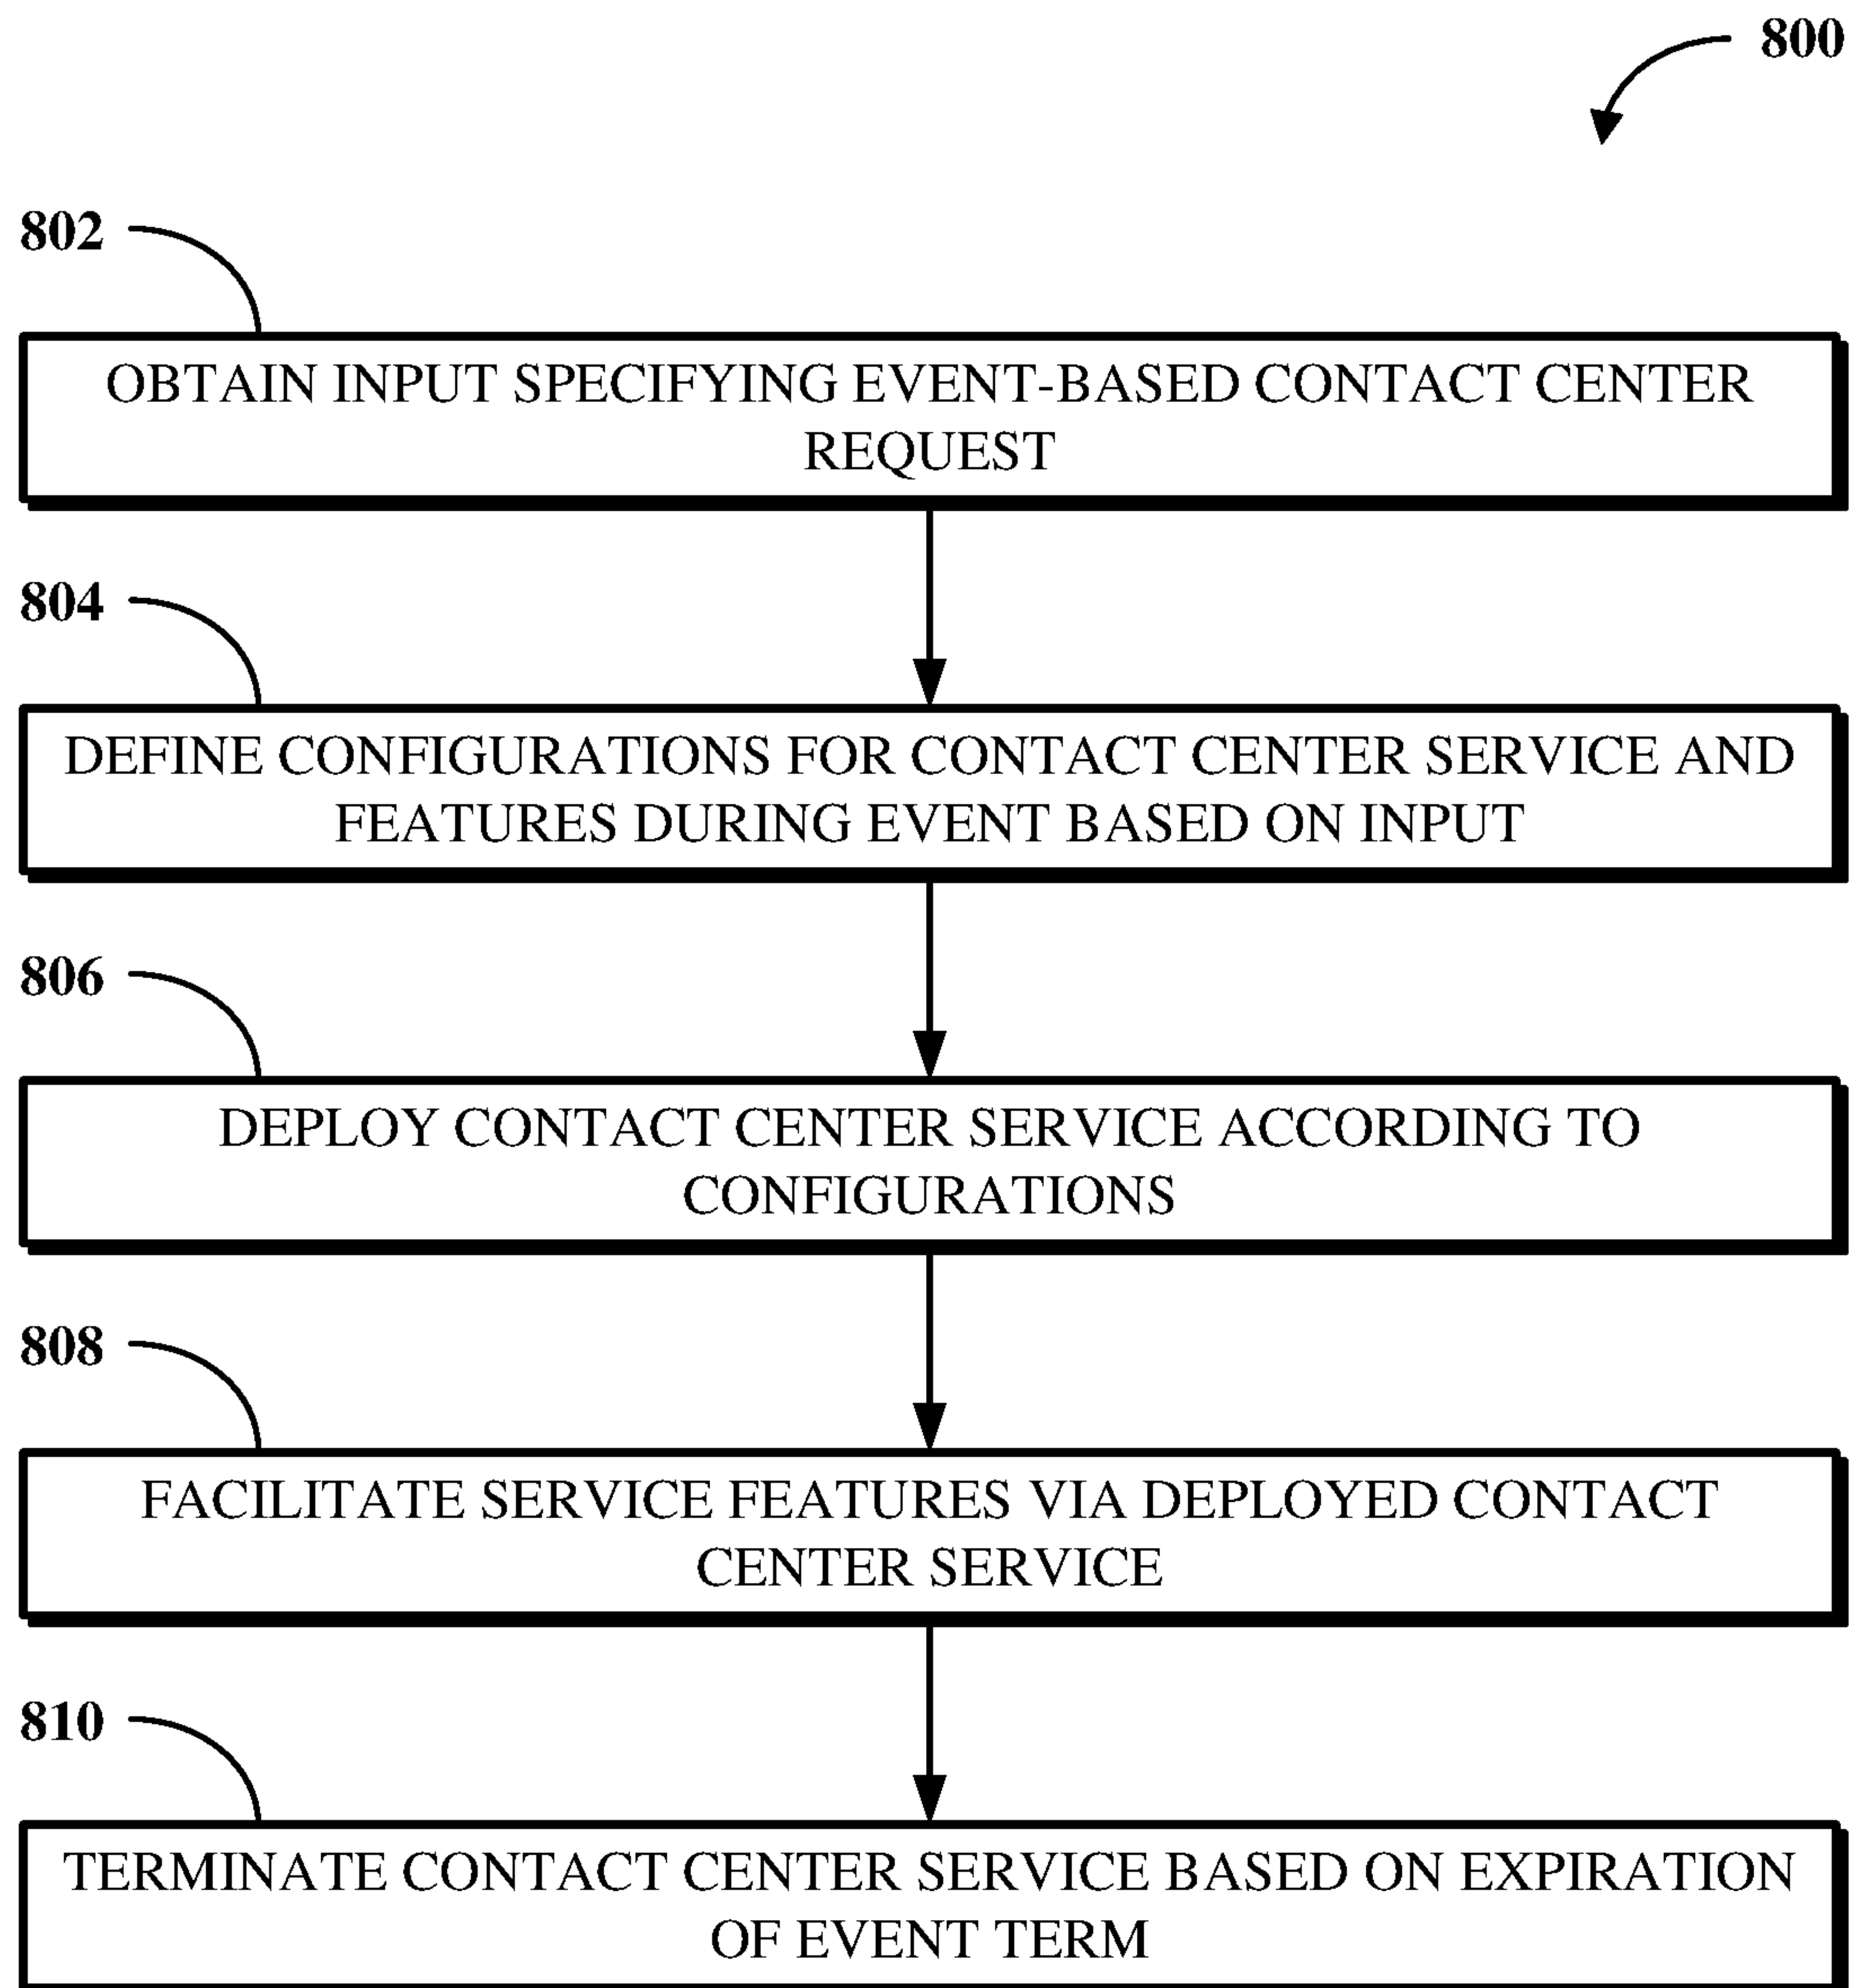 800
802
OBTAIN INPUT SPECIFYING EVENT-BASED CONTACT CENTER
REQUEST
804
DEFINE CONFIGURATIONS FOR CONTACT CENTER SERVICE AND
FEATURES DURING EVENT BASED ON INPUT
806
DEPLOY CONTACT CENTER SERVICE ACCORDING TO
CONFIGURATIONS
808
FACILITATE SERVICE FEATURES VIA DEPLOYED CONTACT
CENTER SERVICE
810
TERMINATE CONTACT CENTER SERVICE BASED ON EXPIRATION
OF EVENT TERM